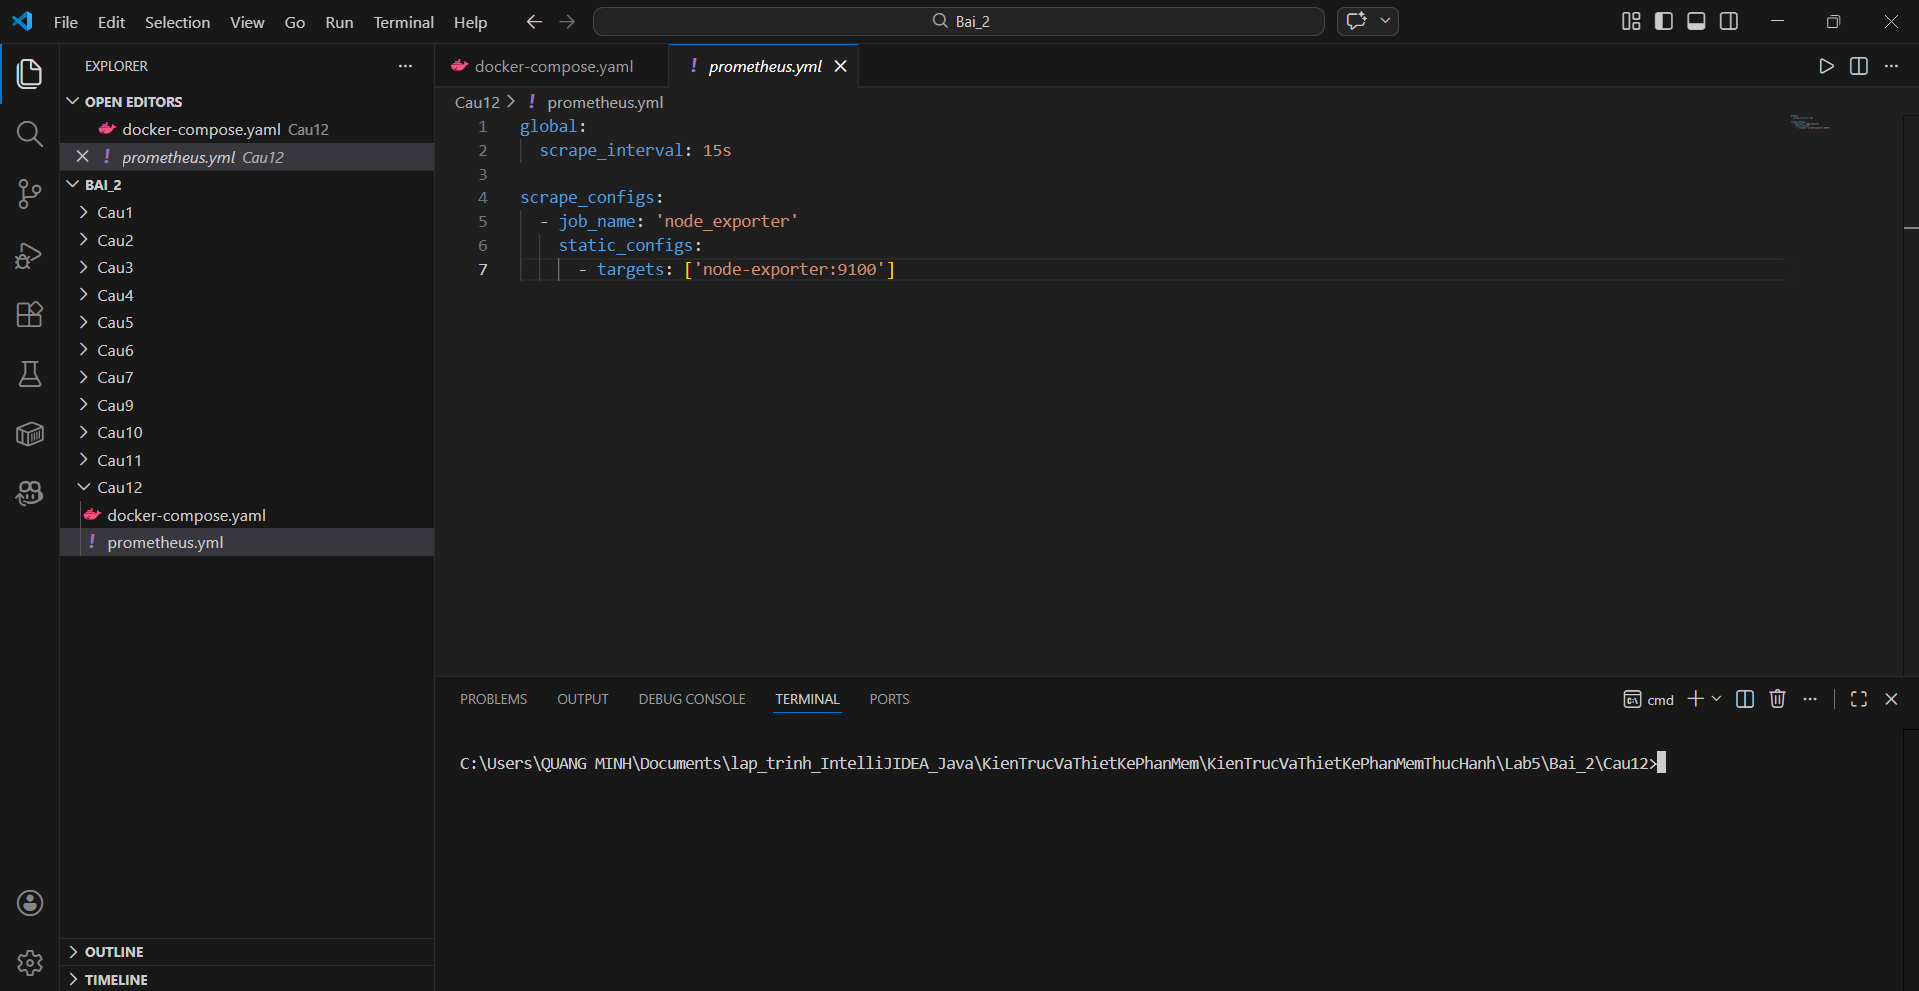 File Edit Selection View Go Run Terminal Help
Bai_2
EXPLORER
OPEN EDITORS
docker-compose.yaml Cau12
! prometheus.yml Cau12
BAI_2
Cau1
Cau2
Cau3
Cau4
Cau5
Cau6
Cau7
Cau9
Cau10
Cau11
Cau12
docker-compose.yaml
! prometheus.yml
OUTLINE
TIMELINE
docker-compose.yaml
! prometheus.yml
Cau12 > ! prometheus.yml
1 global:
2 scrape_interval: 15s
3
4 scrape_configs:
5 - job_name: 'node_exporter'
6 static_configs:
7 - targets: ['node-exporter:9100']
PROBLEMS OUTPUT DEBUG CONSOLE TERMINAL PORTS
cmd
C:\Users\QUANG MINH\Documents\lap_trinh_IntelliJIDEA_Java\KienTrucVaThietKePhanMem\KienTrucVaThietKePhanMemThucHanh\Lab5\Bai_2\Cau12>